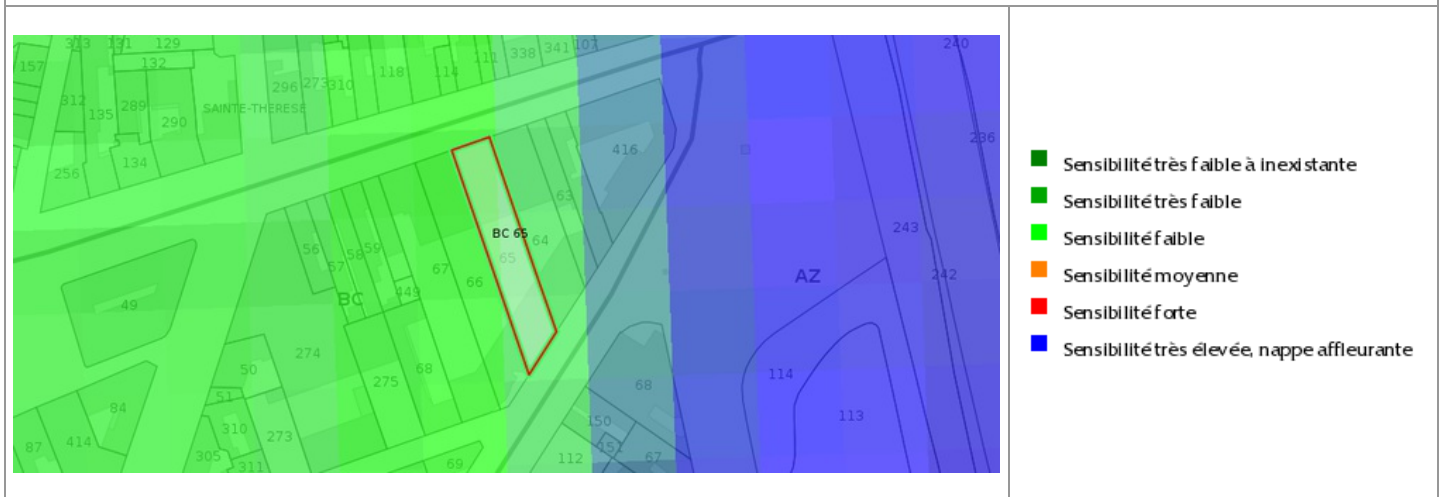 313 131 129 111 338 341 107 240
157 132 118 114
296 273 310
312 289 SAINTE-THERESE
135 290 416 236
134
256 63
BC 65
56 59 64 243
57 58 65
67 66 AZ 242
49 BC 449
274
50 275 68 114
51 68
84 113
310 273 150
87 414 305 151
311 69 112 67
Sensibilité très faible à inexistante
Sensibilité très faible
Sensibilité faible
Sensibilité moyenne
Sensibilité forte
Sensibilité très élevée, nappe affleurante